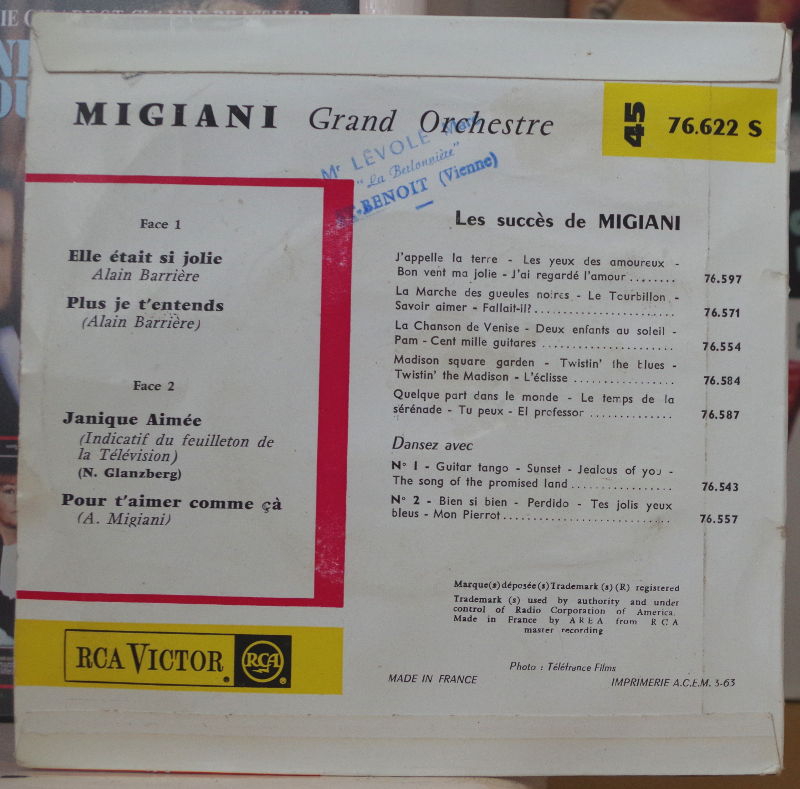 MIGIANI Grand Orchestre
45 76.622 S
Mr LÉVOLE
"La Berlonnière"
ST-BENOIT (Vienne)
Face 1
Elle était si jolie
Alain Barrière
Plus je t'entends
(Alain Barrière)
Face 2
Janique Aimée
(Indicatif du feuilleton de
la Télévision)
(N. Glanzberg)
Pour t'aimer comme çà
(A. Migiani)
Les succès de MIGIANI
J'appelle la terre - Les yeux des amoureux -
Bon vent ma jolie - J'ai regardé l'amour ........ 76.597
La Marche des gueules noires - Le Tourbillon -
Savoir aimer - Fallait-il? ........................ 76.571
La Chanson de Venise - Deux enfants au soleil -
Pam - Cent mille guitares ...................... 76.554
Madison square garden - Twistin' the blues -
Twistin' the Madison - L'éclisse ................. 76.584
Quelque part dans le monde - Le temps de la
sérénade - Tu peux - El professor .............. 76.587
Dansez avec
N° 1 - Guitar tango - Sunset - Jealous of you -
The song of the promised land ................. 76.543
N° 2 - Bien si bien - Perdido - Tes jolis yeux
bleus - Mon Pierrot ............................ 76.557
Marque(s) déposée(s) Trademark (s) (R) registered
Trademark (s) used by authority and under
control of Radio Corporation of America.
Made in France by AREA from RCA
master recording
Photo : Téléfrance Films
MADE IN FRANCE
IMPRIMERIE A.C.E.M. 3-63
RCA VICTOR RCA